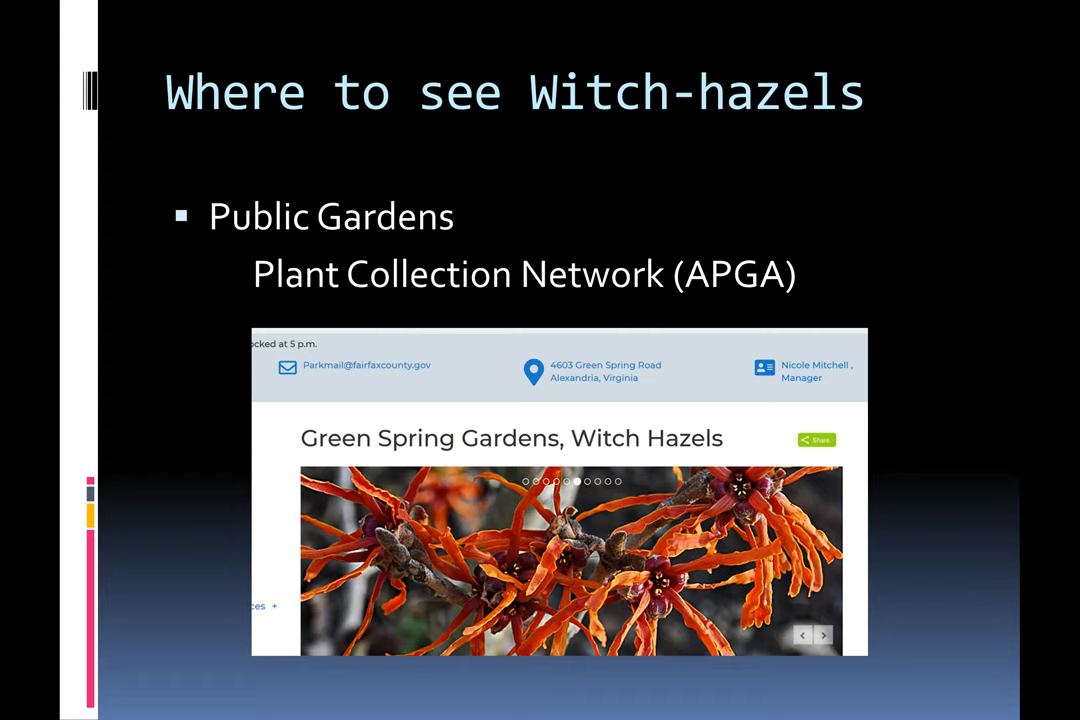 Where to see Witch-hazels
Public Gardens
Plant Collection Network (APGA)
ocked at 5 p.m.
Parkmail@fairfaxcounty.gov
4603 Green Spring Road
Alexandria, Virginia
Nicole Mitchell ,
Manager
Green Spring Gardens, Witch Hazels
Share
ces +